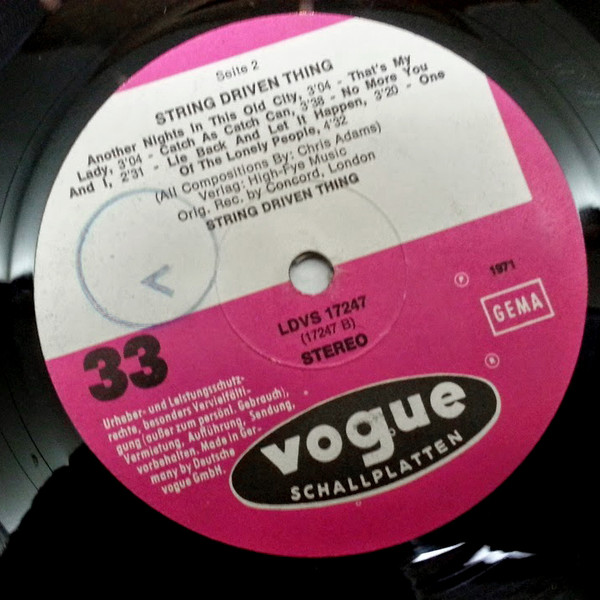 Seite 2
STRING DRIVEN THING
Another Nights In This Old City, 3'04 - That's My
Lady, 3'04 - Catch As Catch Can, 3'38 - No More You
And I, 2'31 - Lie Back And Let It Happen, 3'20 - One
Of The Lonely People, 4'32
(All Compositions By: Chris Adams)
Verlag: High-Fye Music
Orig. Rec. by Concord, London
STRING DRIVEN THING
P 1971
GEMA
LDVS 17247
(17247 B)
STEREO
33
Urheber- und Leistungsschutz-
rechte, besonders Vervielfälti-
gung (außer zum persönl. Gebrauch),
Vermietung, Aufführung, Sendung,
vorbehalten. Made in Ger-
many by Deutsche
vogue GmbH.
®
vogue
SCHALLPLATTEN